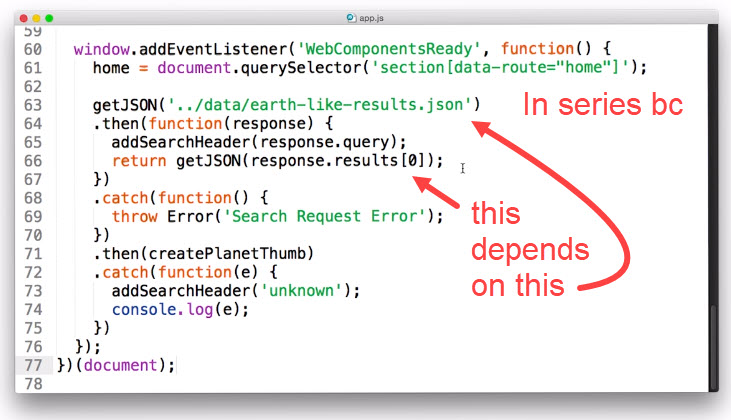 app.js
59
60 window.addEventListener('WebComponentsReady', function() {
61 home = document.querySelector('section[data-route="home"]');
62
63 getJSON('../data/earth-like-results.json')
64 .then(function(response) {
65 addSearchHeader(response.query);
66 return getJSON(response.results[0]);
67 })
68 .catch(function() {
69 throw Error('Search Request Error');
70 })
71 .then(createPlanetThumb)
72 .catch(function(e) {
73 addSearchHeader('unknown');
74 console.log(e);
75 })
76 });
77 })(document);
78
In series bc
this
depends
on this